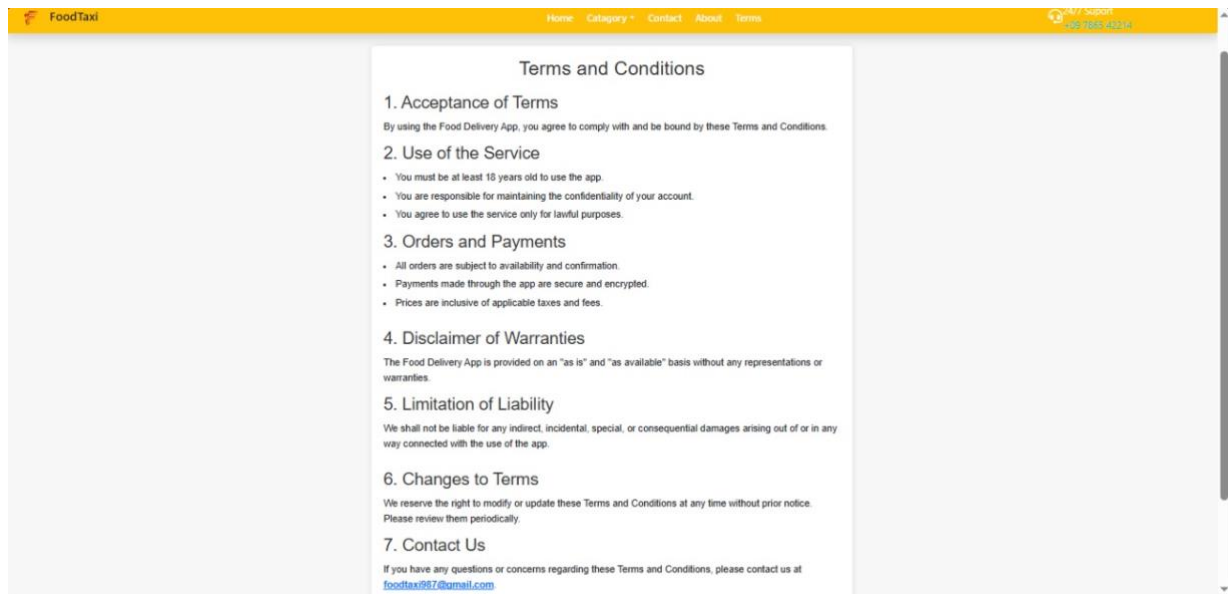 FoodTaxi
Home Catagory Contact About Terms
24/7 Suport
+09 7865 42214
Terms and Conditions
1. Acceptance of Terms
By using the Food Delivery App, you agree to comply with and be bound by these Terms and Conditions.
2. Use of the Service
• You must be at least 18 years old to use the app.
• You are responsible for maintaining the confidentiality of your account.
• You agree to use the service only for lawful purposes.
3. Orders and Payments
• All orders are subject to availability and confirmation.
• Payments made through the app are secure and encrypted.
• Prices are inclusive of applicable taxes and fees.
4. Disclaimer of Warranties
The Food Delivery App is provided on an "as is" and "as available" basis without any representations or
warranties.
5. Limitation of Liability
We shall not be liable for any indirect, incidental, special, or consequential damages arising out of or in any
way connected with the use of the app.
6. Changes to Terms
We reserve the right to modify or update these Terms and Conditions at any time without prior notice.
Please review them periodically.
7. Contact Us
If you have any questions or concerns regarding these Terms and Conditions, please contact us at
foodtaxi987@gmail.com.